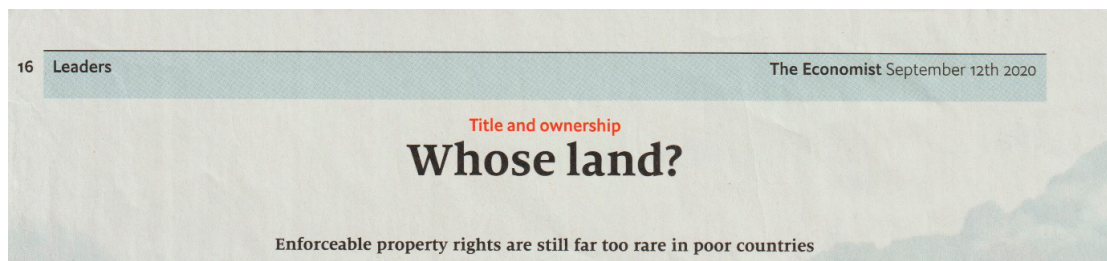 16 Leaders The Economist September 12th 2020
Title and ownership
Whose land?
Enforceable property rights are still far too rare in poor countries